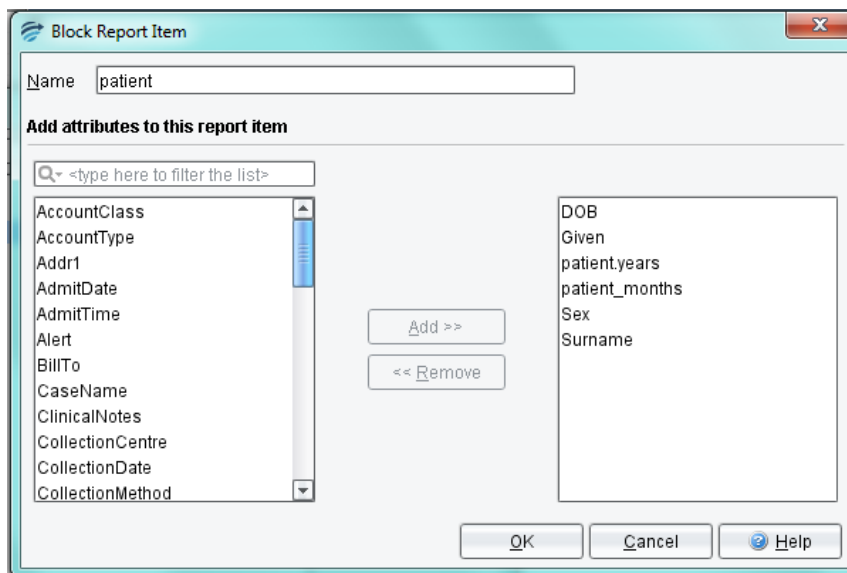 Block Report Item
Name patient
Add attributes to this report item
<type here to filter the list>
AccountClass
AccountType
Addr1
AdmitDate
AdmitTime
Alert
BillTo
CaseName
ClinicalNotes
CollectionCentre
CollectionDate
CollectionMethod
Add >>
<< Remove
DOB
Given
patient.years
patient_months
Sex
Surname
OK Cancel Help